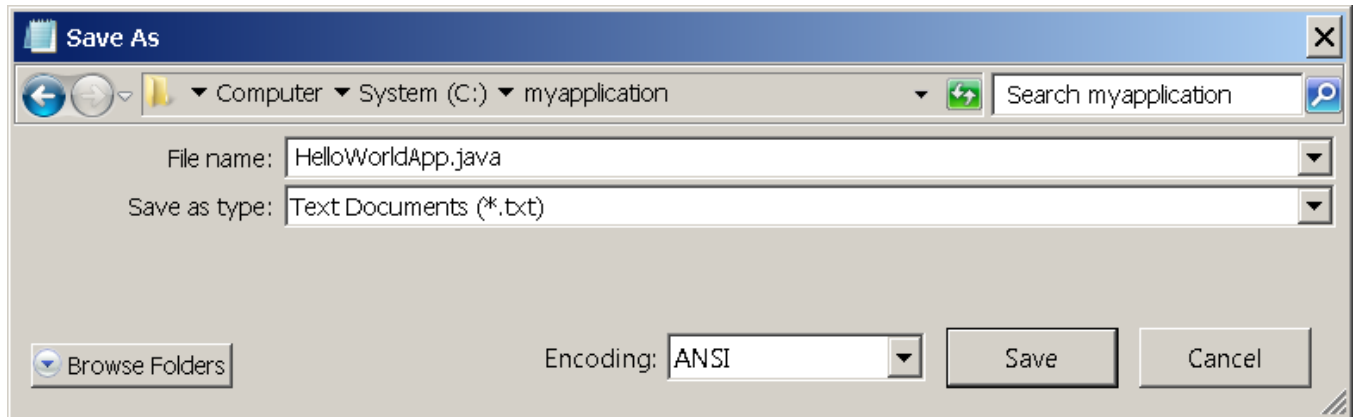 Save As
Computer System (C:) myapplication Search myapplication
File name: HelloWorldApp.java
Save as type: Text Documents (*.txt)
Browse Folders Encoding: ANSI Save Cancel